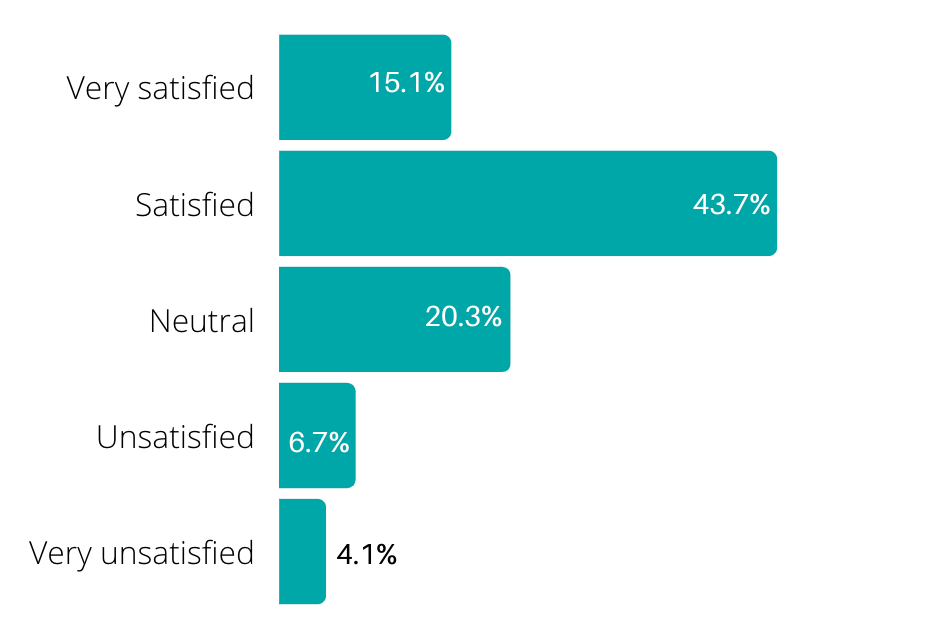 Very satisfied 15.1%
Satisfied 43.7%
Neutral 20.3%
Unsatisfied 6.7%
Very unsatisfied 4.1%